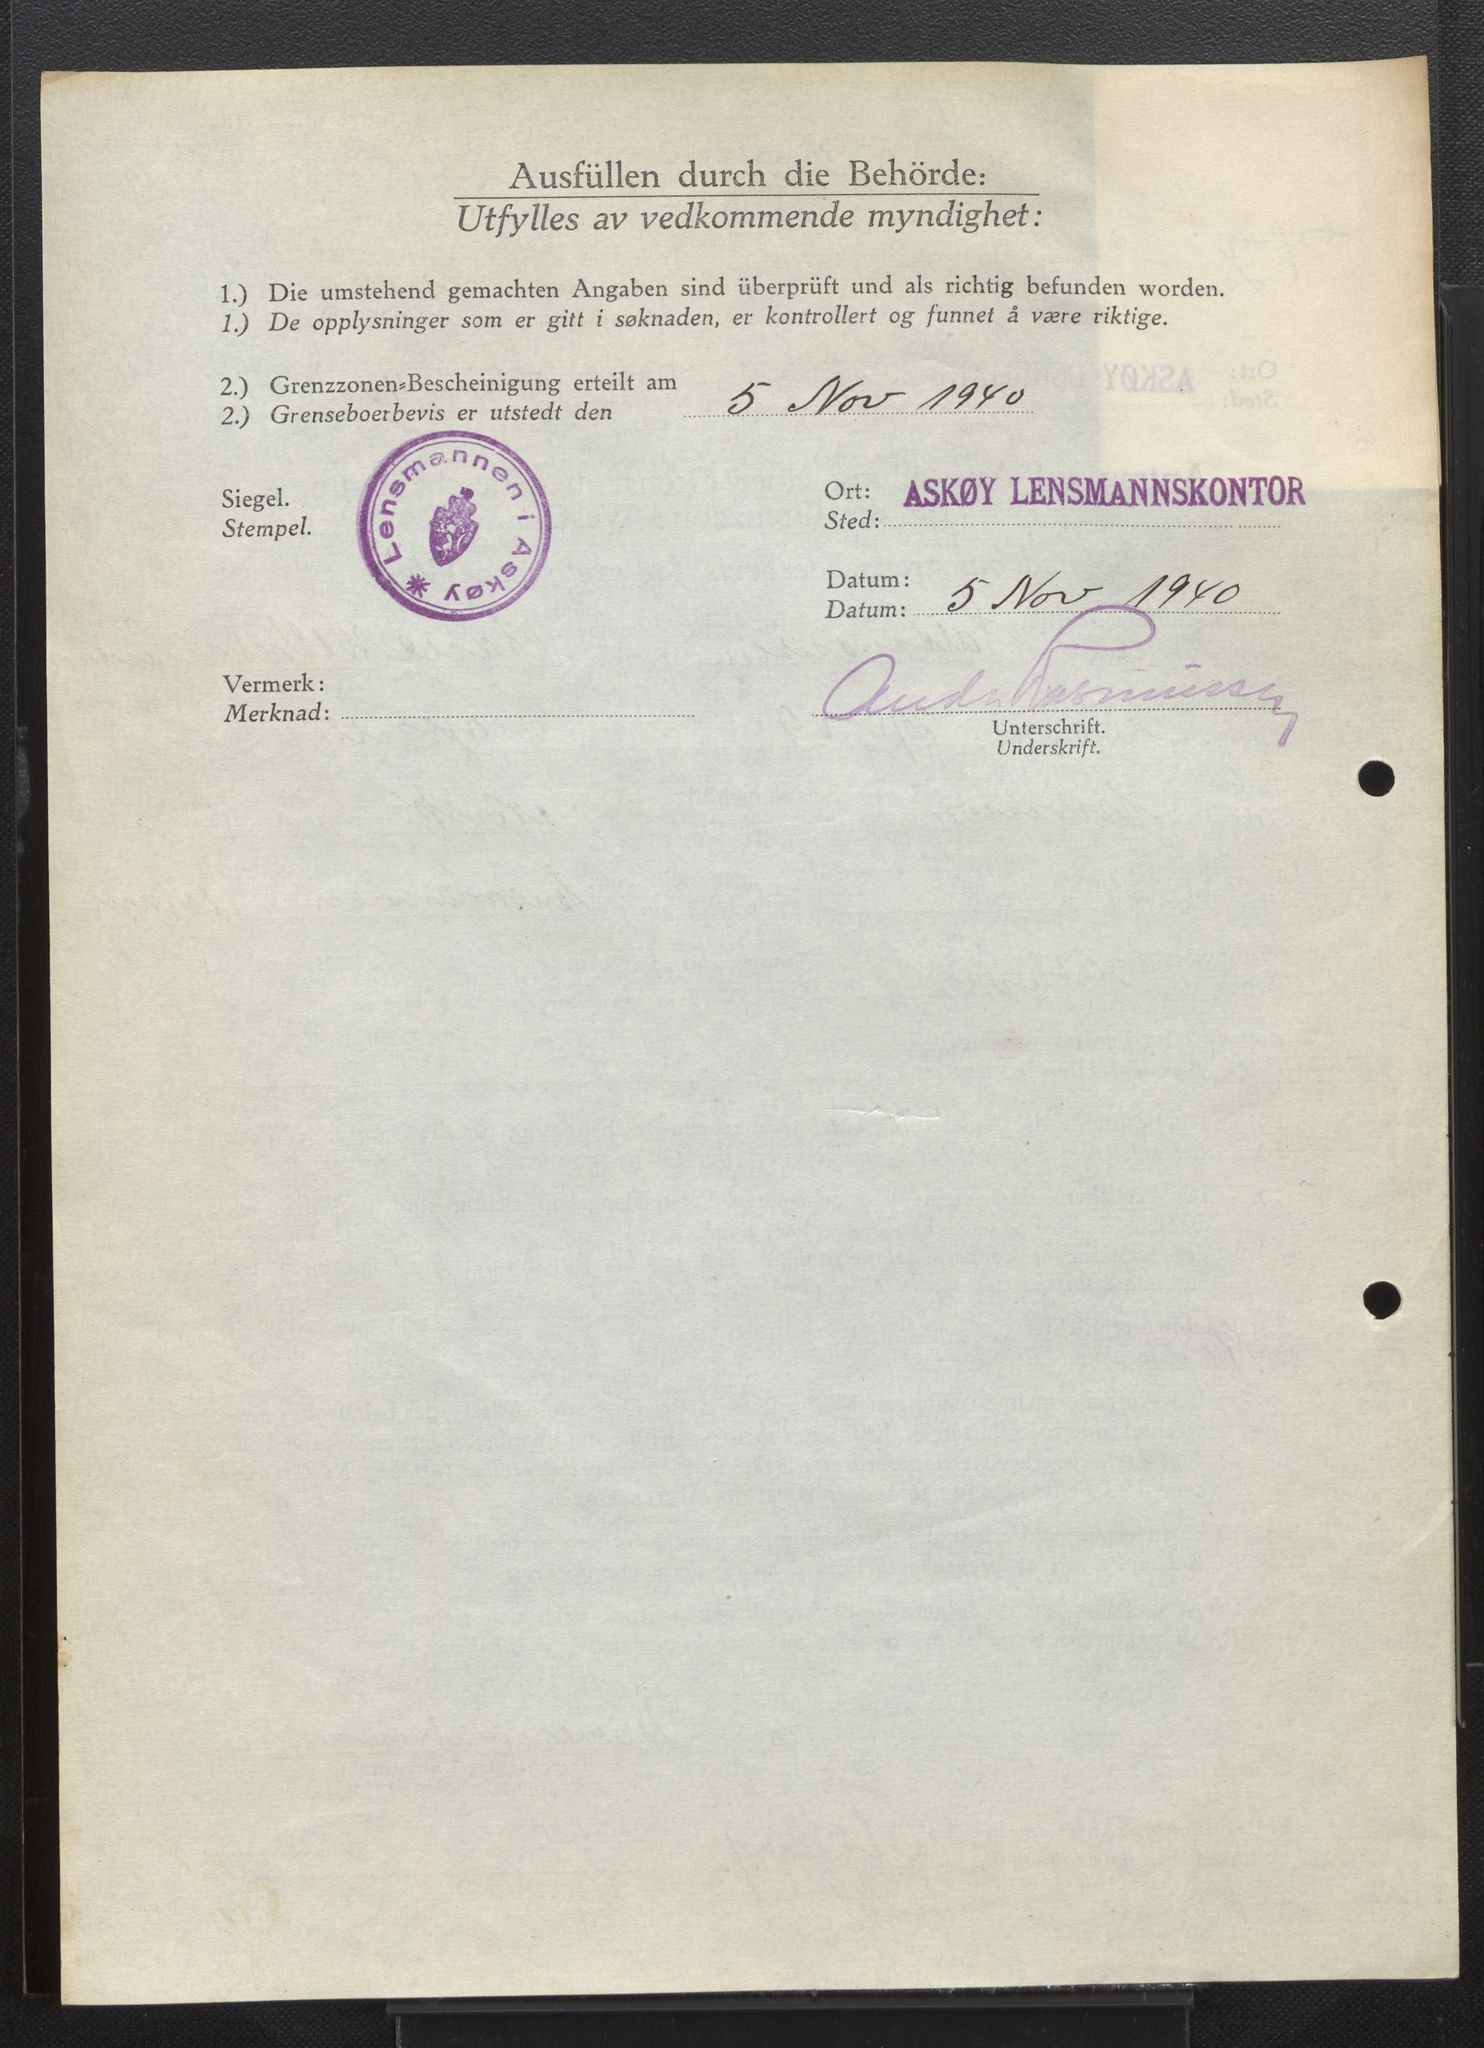 Ausfüllen durch die Behörde:
Utfylles av vedkommende myndighet:
1.) Die umstehend gemachten Angaben sind überprüft und als richtig befunden worden.
1.) De opplysninger som er gitt i søknaden, er kontrollert og funnet å være riktige.
2.) Grenzzonen-Bescheinigung erteilt am
2.) Grenseboerbevis er utstedt den 5 Nov 1940
Siegel.
Stempel.
Lensmannen i Askøy *
Ort: ASKØY LENSMANNSKONTOR
Sted:
Datum:
Datum: 5 Nov 1940
Vermerk:
Merknad:
Rasmussen
Unterschrift.
Underskrift.